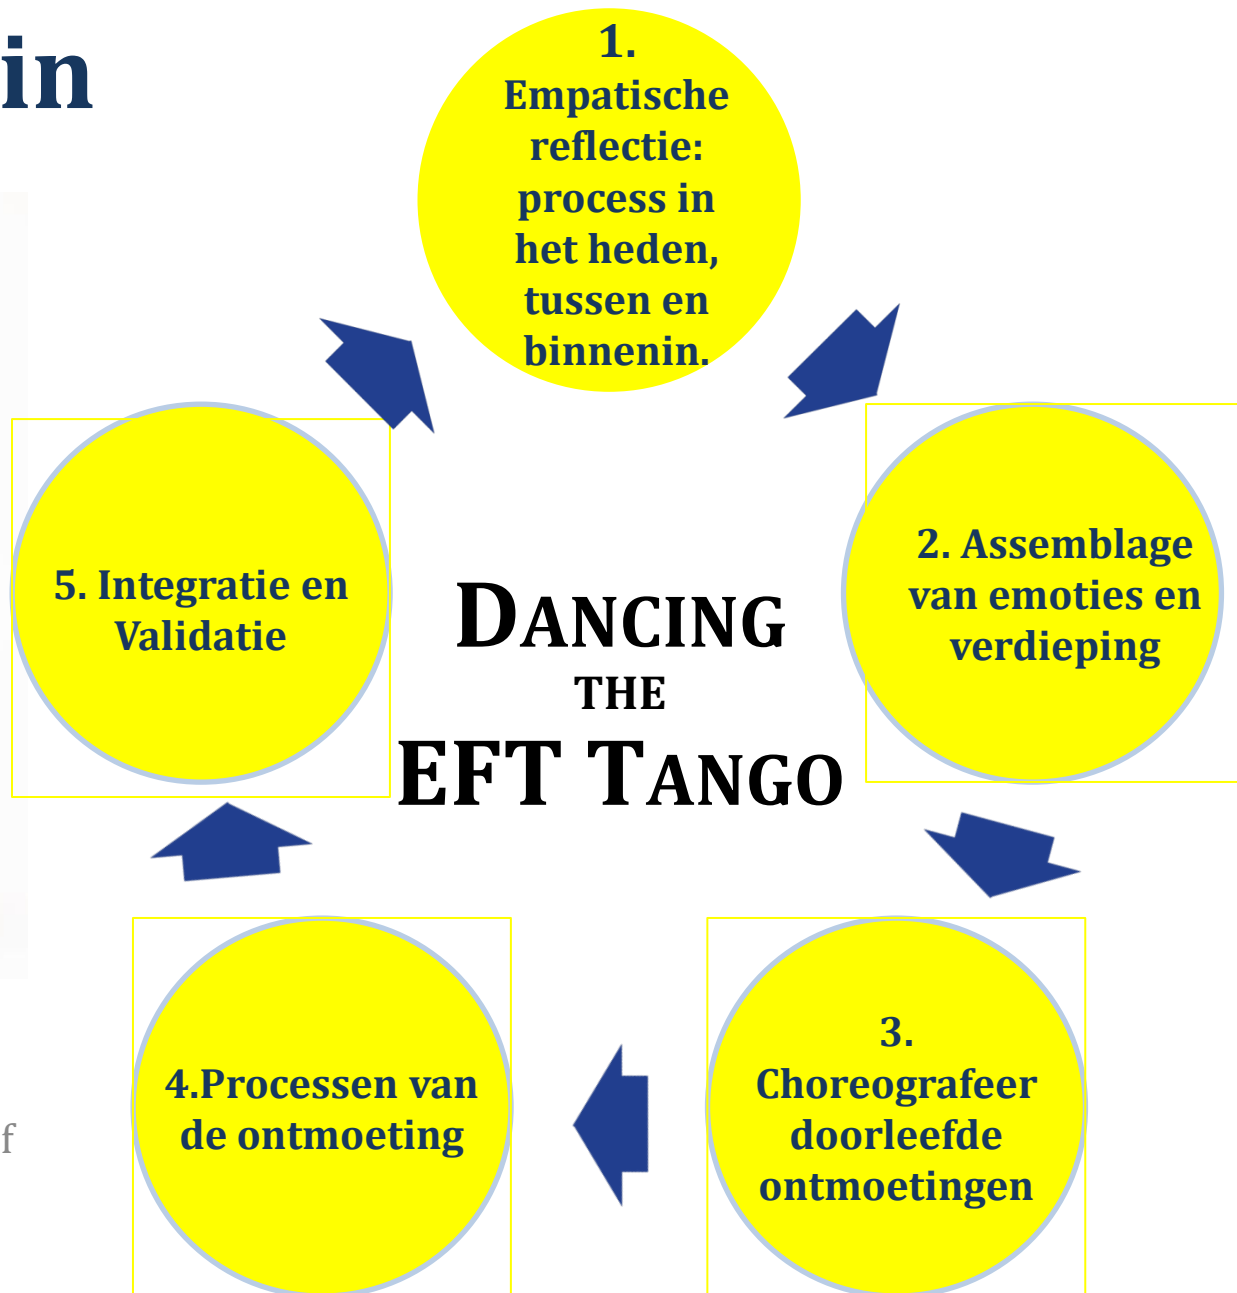 in
1.
Empatische
reflectie:
process in
het heden,
tussen en
binnenin.
2. Assemblage
van emoties en
verdieping
5. Integratie en
Validatie
DANCING
THE
EFT TANGO
3.
Choreografeer
doorleefde
ontmoetingen
4.Processen van
de ontmoeting
f